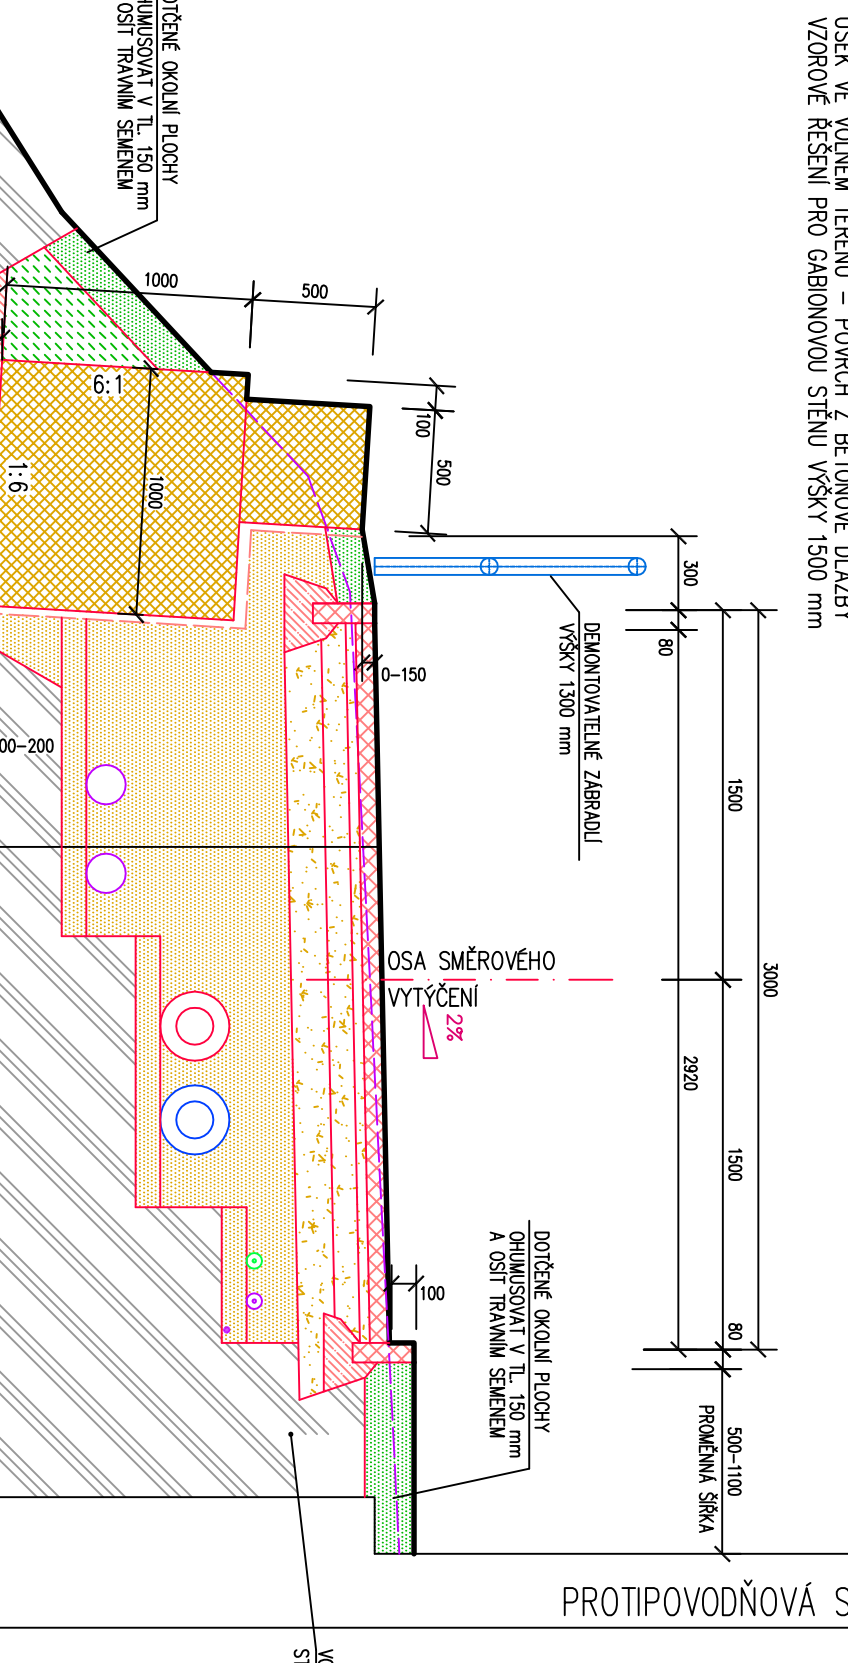 ÚSEK VE VOLNÉM TERÉNU - POVRCH Z BETONOVÉ DLAŽBY
VZOROVÉ ŘEŠENÍ PRO GABIONOVOU STĚNU VÝŠKY 1500 mm
DOTČENÉ OKOLNÍ PLOCHY
OHUMUSOVAT V TL. 150 mm
A OSÍT TRAVNÍM SEMENEM
1000
500
100
500
6:1
1:6
1000
300
80
DEMONTOVATELNÉ ZÁBRADLÍ
VÝŠKY 1300 mm
0-150
00-200
1500
3000
OSA SMĚROVÉHO
VYTÝČENÍ
2%
2920
1500
100
80
DOTČENÉ OKOLNÍ PLOCHY
OHUMUSOVAT V TL. 150 mm
A OSÍT TRAVNÍM SEMENEM
500-1100
PROMĚNNÁ ŠÍŘKA
PROTIPOVODŇOVÁ S